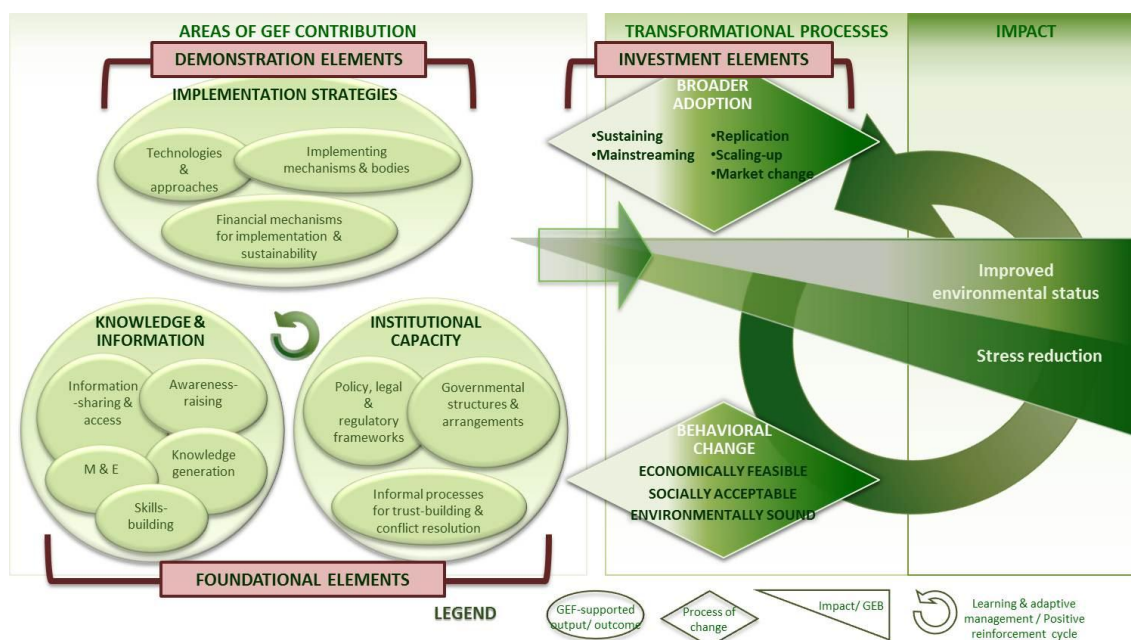 AREAS OF GEF CONTRIBUTION
DEMONSTRATION ELEMENTS
IMPLEMENTATION STRATEGIES
Technologies
&
approaches
Implementing
mechanisms & bodies
Financial mechanisms
for implementation &
sustainability
KNOWLEDGE &
INFORMATION
Information
-sharing &
access
Awareness-
raising
M & E
Knowledge
generation
Skills-
building
INSTITUTIONAL
CAPACITY
Policy, legal
&
regulatory
frameworks
Governmental
structures &
arrangements
Informal processes
for trust-building &
conflict resolution
FOUNDATIONAL ELEMENTS
TRANSFORMATIONAL PROCESSES
INVESTMENT ELEMENTS
BROADER
ADOPTION
•Sustaining
•Mainstreaming
•Replication
•Scaling-up
•Market change
BEHAVIORAL
CHANGE
ECONOMICALLY FEASIBLE
SOCIALLY ACCEPTABLE
ENVIRONMENTALLY SOUND
IMPACT
Improved
environmental status
Stress reduction
LEGEND
GEF-supported
output/ outcome
Process of
change
Impact/ GEB
Learning & adaptive
management / Positive
reinforcement cycle